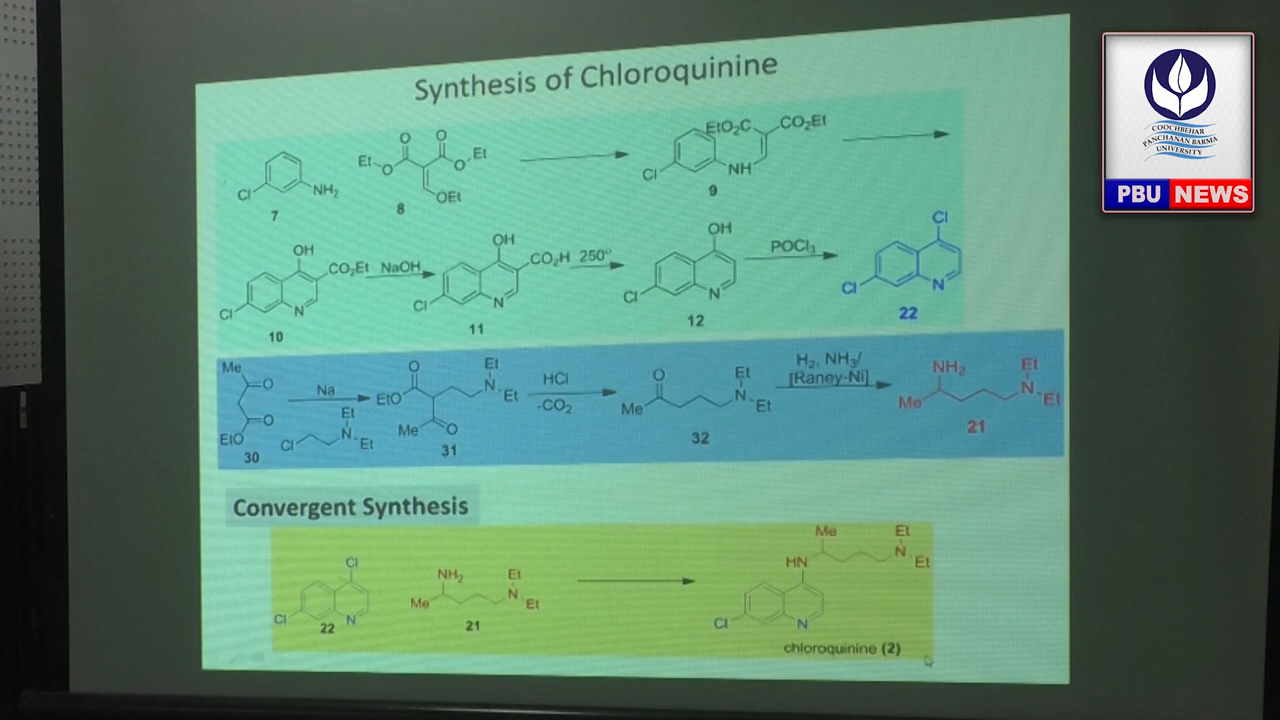 Synthesis of Chloroquinine
Cl NH₂
7
Et O O O O Et
OEt
8
EtO₂C CO₂Et
Cl NH
9
OH
CO₂Et
Cl N
10
NaOH
OH
CO₂H
Cl N
11
250°
OH
Cl N
12
POCl₃
Cl
Cl N
22
Me
O
O
EtO
30
Na
Et
Cl N Et
O Et
EtO N Et
Me O
31
HCl
-CO₂
O Et
Me N Et
32
H₂, NH₃/
[Raney-Ni]
NH₂ Et
Me N Et
21
Convergent Synthesis
Cl
Cl N
22
NH₂ Et
Me N Et
21
Me Et
HN N Et
Cl N
chloroquinine (2)
COOCHBEHAR
PANCHANAN BARMA
UNIVERSITY
PBU NEWS